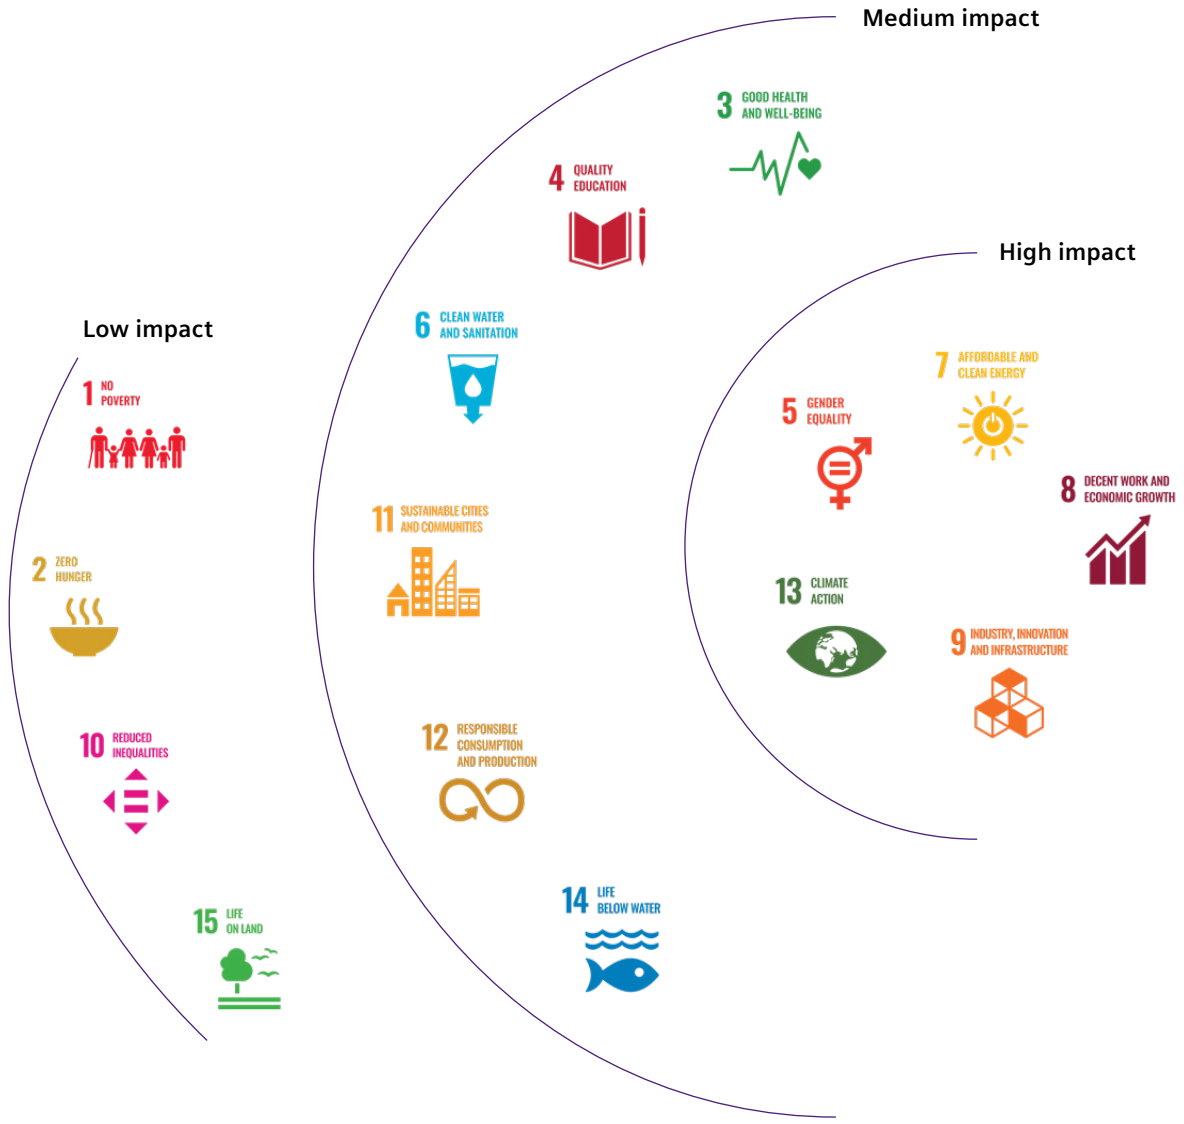 Medium impact
3 GOOD HEALTH
AND WELL-BEING
4 QUALITY
EDUCATION
6 CLEAN WATER
AND SANITATION
11 SUSTAINABLE CITIES
AND COMMUNITIES
12 RESPONSIBLE
CONSUMPTION
AND PRODUCTION
14 LIFE
BELOW WATER
High impact
7 AFFORDABLE AND
CLEAN ENERGY
5 GENDER
EQUALITY
8 DECENT WORK AND
ECONOMIC GROWTH
13 CLIMATE
ACTION
9 INDUSTRY, INNOVATION
AND INFRASTRUCTURE
Low impact
1 NO
POVERTY
2 ZERO
HUNGER
10 REDUCED
INEQUALITIES
15 LIFE
ON LAND